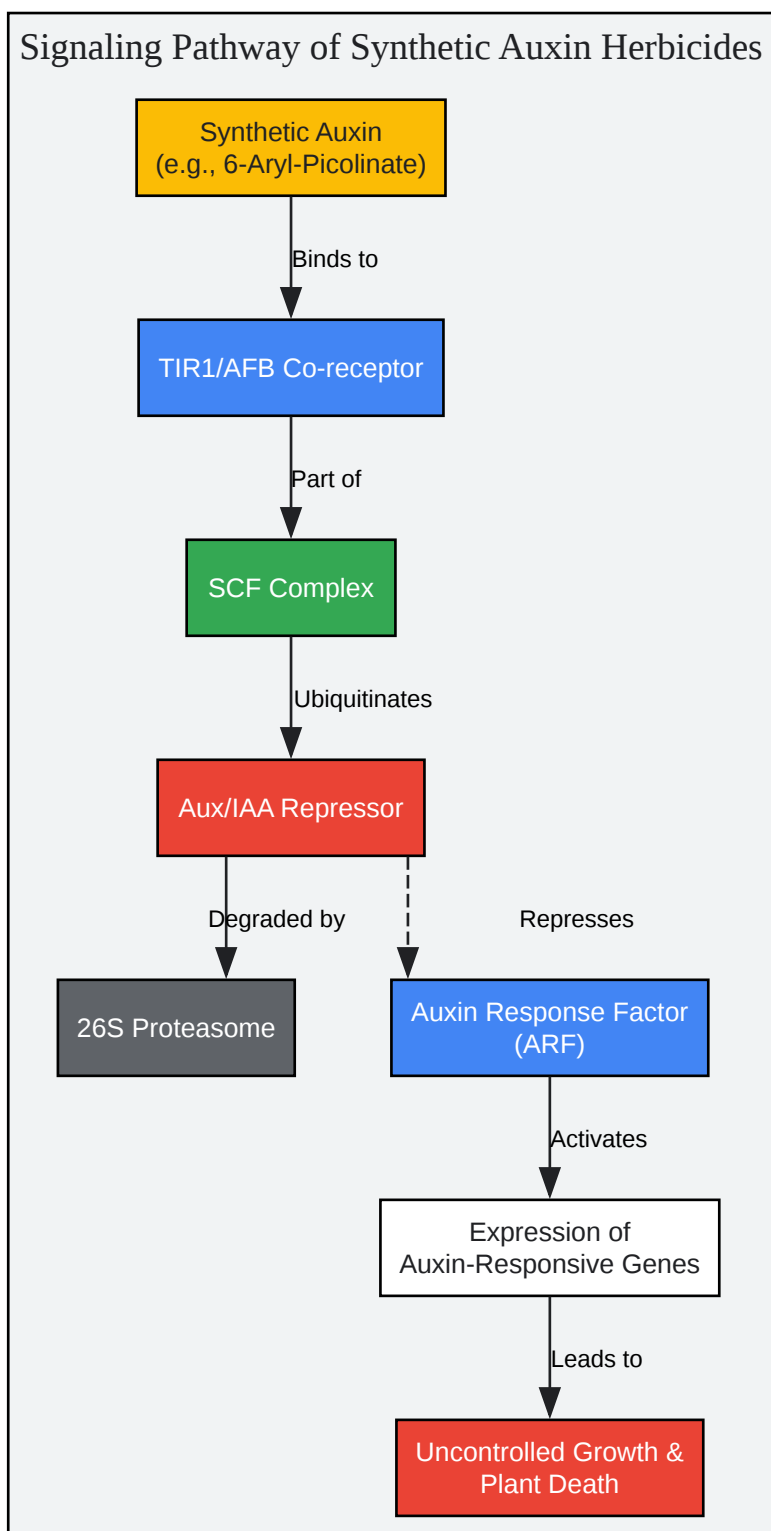 Signaling Pathway of Synthetic Auxin Herbicides
Synthetic Auxin
(e.g., 6-Aryl-Picolinate)
Binds to
TIR1/AFB Co-receptor
Part of
SCF Complex
Ubiquitinates
Aux/IAA Repressor
Degraded by
Represses
26S Proteasome
Auxin Response Factor
(ARF)
Activates
Expression of
Auxin-Responsive Genes
Leads to
Uncontrolled Growth &
Plant Death